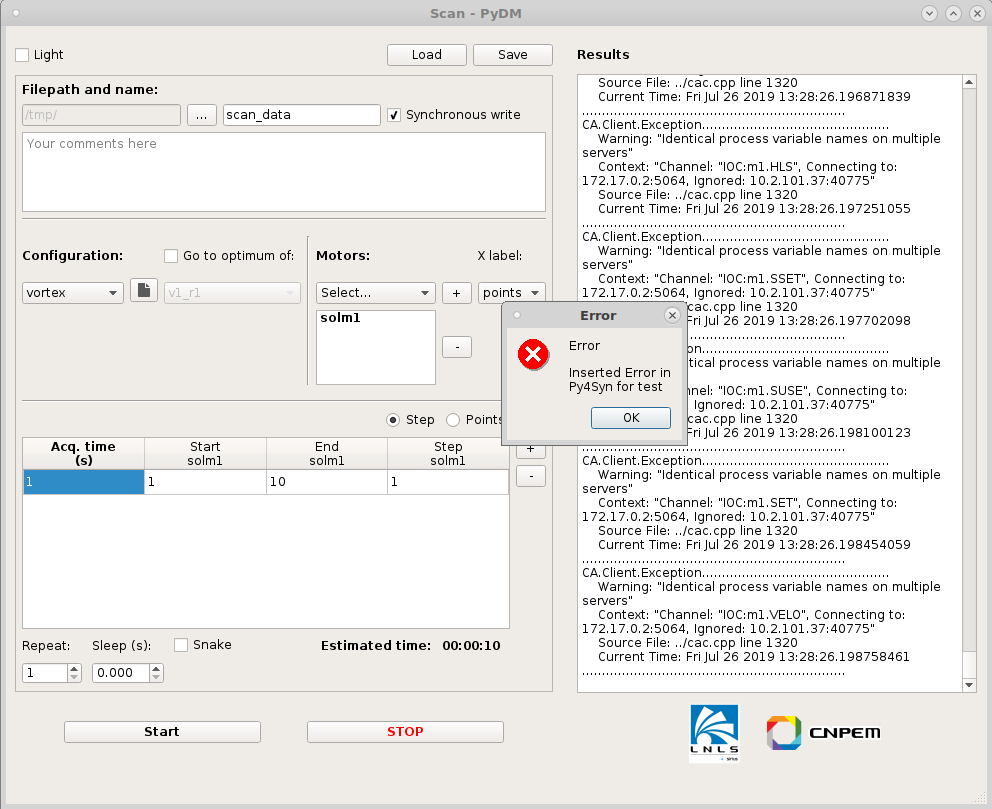 Scan - PyDM
Light
Load
Save
Filepath and name:
/tmp/
...
scan_data
Synchronous write
Your comments here
Configuration:
Go to optimum of:
vortex
v1_r1
Motors:
X label:
Select...
+
points
solm1
-
Step
Points
Acq. time
(s)
Start
solm1
End
solm1
Step
solm1
+
1
1
10
1
-
Repeat:
Sleep (s):
Snake
Estimated time: 00:00:10
1
0.000
Start
STOP
Results
Source File: ../cac.cpp line 1320
Current Time: Fri Jul 26 2019 13:28:26.196871839
..................................................................
CA.Client.Exception...............................................
Warning: "Identical process variable names on multiple
servers"
Context: "Channel: "IOC:m1.HLS", Connecting to:
172.17.0.2:5064, Ignored: 10.2.101.37:40775"
Source File: ../cac.cpp line 1320
Current Time: Fri Jul 26 2019 13:28:26.197251055
..................................................................
CA.Client.Exception...............................................
Warning: "Identical process variable names on multiple
servers"
Context: "Channel: "IOC:m1.SSET", Connecting to:
172.17.0.2:5064, Ignored: 10.2.101.37:40775"
cac.cpp line 1320
Fri Jul 26 2019 13:28:26.197702098
..................................................................
on...............................................
tical process variable names on multiple
nel: "IOC:m1.SUSE", Connecting to:
Ignored: 10.2.101.37:40775"
cac.cpp line 1320
Fri Jul 26 2019 13:28:26.198100123
..................................................................
CA.Client.Exception...............................................
Warning: "Identical process variable names on multiple
servers"
Context: "Channel: "IOC:m1.SET", Connecting to:
172.17.0.2:5064, Ignored: 10.2.101.37:40775"
Source File: ../cac.cpp line 1320
Current Time: Fri Jul 26 2019 13:28:26.198454059
..................................................................
CA.Client.Exception...............................................
Warning: "Identical process variable names on multiple
servers"
Context: "Channel: "IOC:m1.VELO", Connecting to:
172.17.0.2:5064, Ignored: 10.2.101.37:40775"
Source File: ../cac.cpp line 1320
Current Time: Fri Jul 26 2019 13:28:26.198758461
..................................................................
Error
Error
Inserted Error in
Py4Syn for test
OK
LNLS
sirius
CNPEM